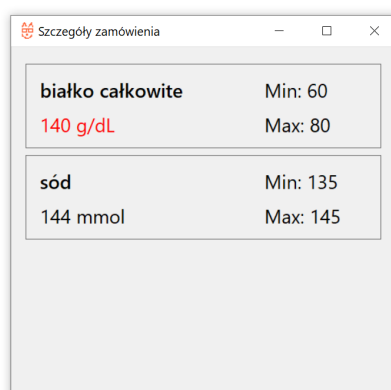 Szczegóły zamówienia
białko całkowite Min: 60
140 g/dL Max: 80
sód Min: 135
144 mmol Max: 145